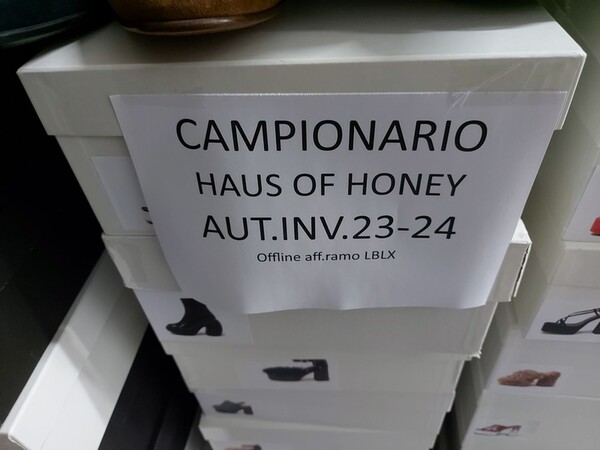 CAMPIONARIO
HAUS OF HONEY
AUT.INV.23-24
Offline aff.ramo LBLX